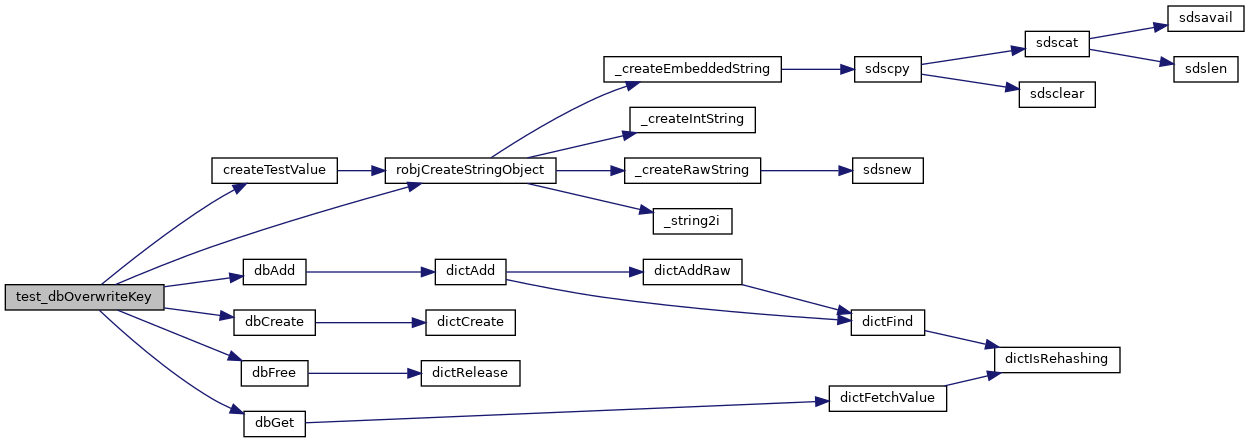 sdsavail
sdscat
_createEmbeddedString
sdscpy
sdslen
sdsclear
_createIntString
createTestValue
robjCreateStringObject
_createRawString
sdsnew
_string2i
dbAdd
dictAdd
dictAddRaw
test_dbOverwriteKey
dbCreate
dictCreate
dictFind
dictIsRehashing
dbFree
dictRelease
dictFetchValue
dbGet